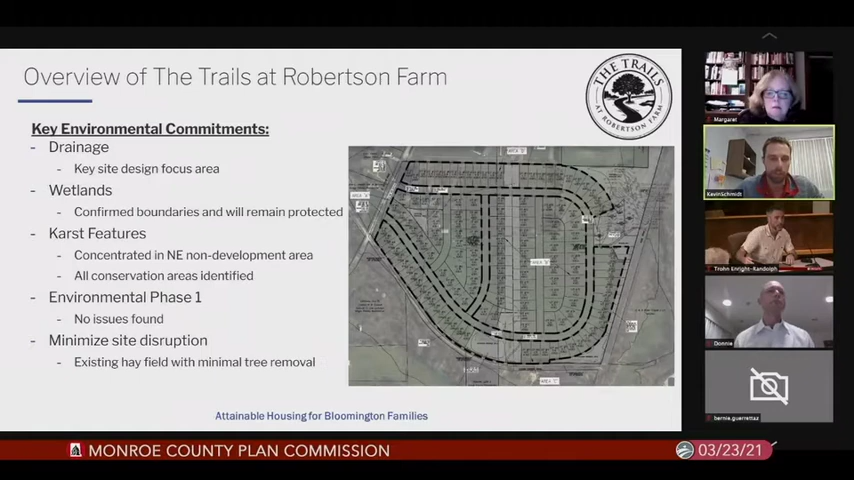 Overview of The Trails at Robertson Farm
THE TRAILS
AT ROBERTSON FARM
Key Environmental Commitments:
- Drainage
- Key site design focus area
- Wetlands
- Confirmed boundaries and will remain protected
- Karst Features
- Concentrated in NE non-development area
- All conservation areas identified
- Environmental Phase 1
- No issues found
- Minimize site disruption
- Existing hay field with minimal tree removal
Attainable Housing for Bloomington Families
Margaret
KevinSchmidt
Trohn Enright-Randolph
Donnie
bernie.guerrettaz
MONROE COUNTY PLAN COMMISSION
03/23/21